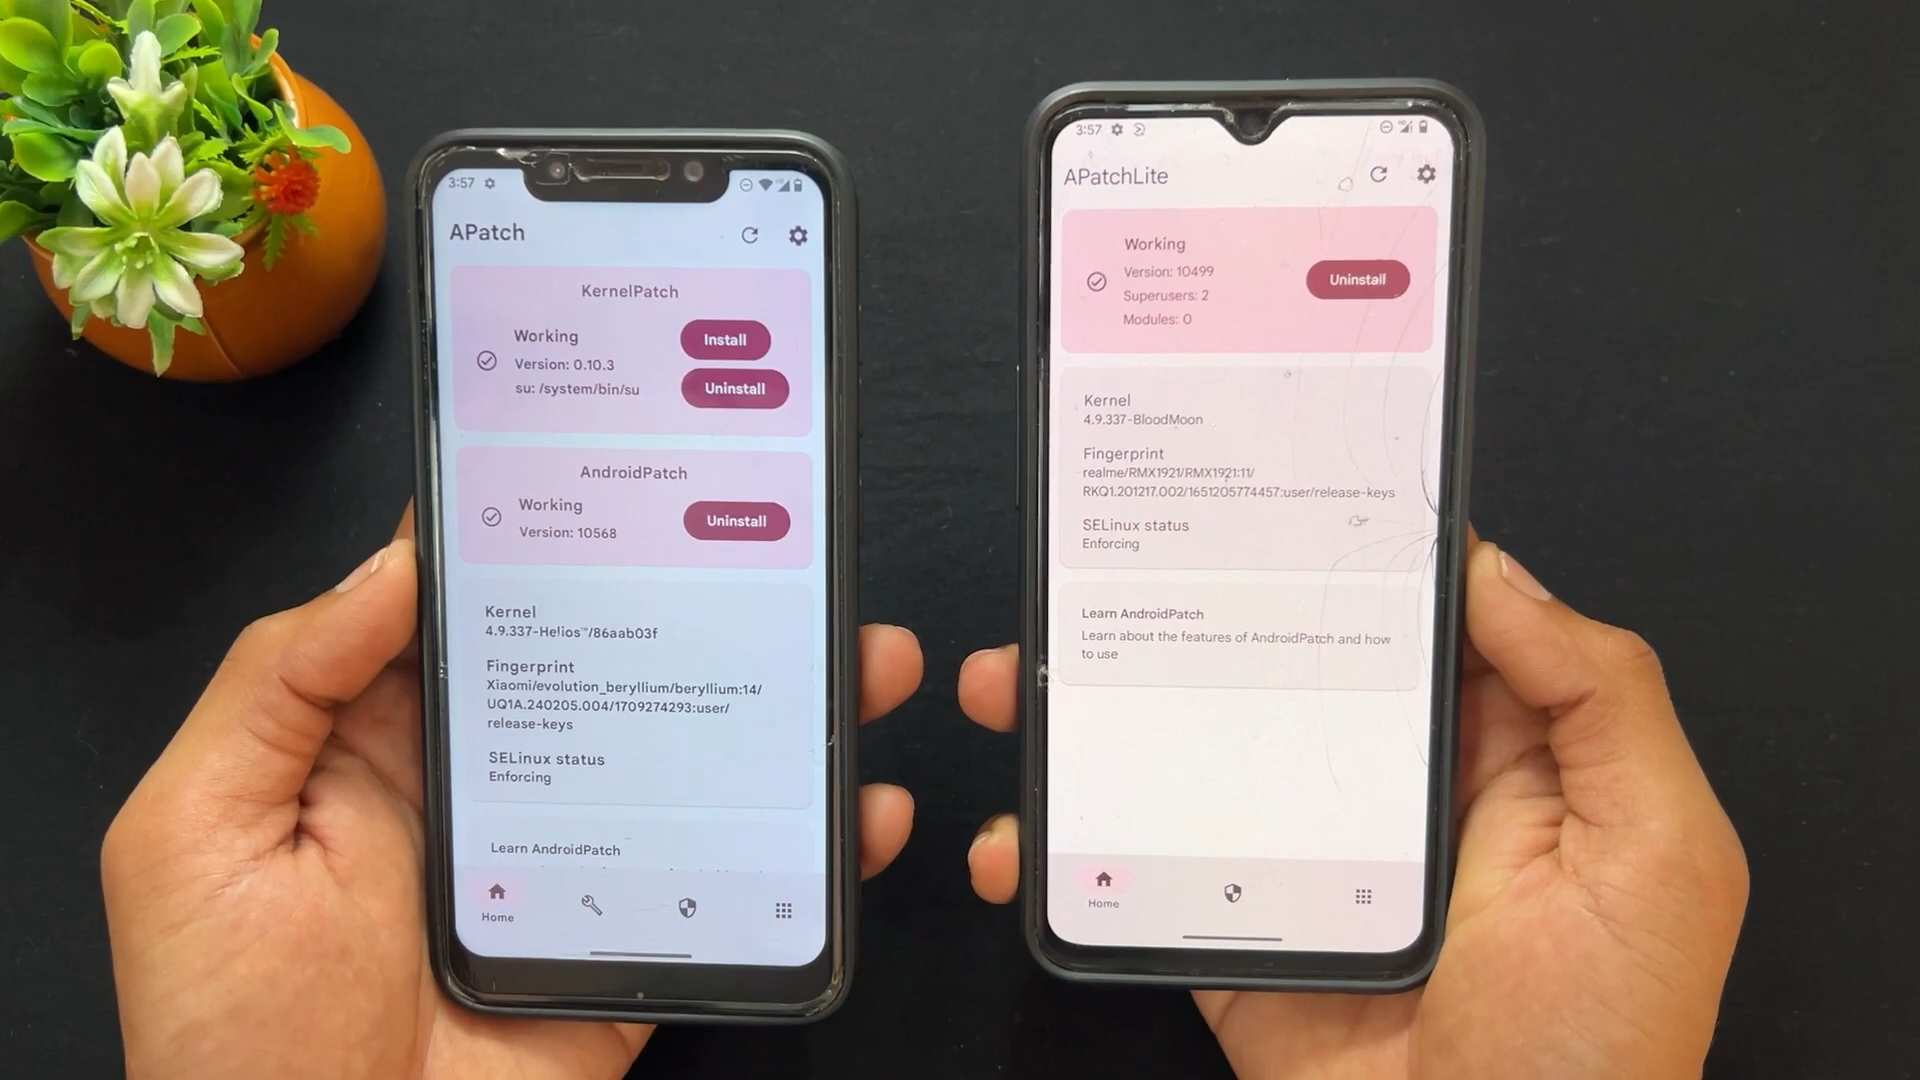 3:57
APatch
KernelPatch
Working
Version: 0.10.3
su: /system/bin/su
Install
Uninstall
AndroidPatch
Working
Version: 10568
Uninstall
Kernel
4.9.337-Helios™/86aab03f
Fingerprint
Xiaomi/evolution_beryllium/beryllium:14/
UQ1A.240205.004/1709274293:user/
release-keys
SELinux status
Enforcing
Learn AndroidPatch
Home
3:57
APatchLite
Working
Version: 10499
Superusers: 2
Modules: 0
Uninstall
Kernel
4.9.337-BloodMoon
Fingerprint
realme/RMX1921/RMX1921:11/
RKQ1.201217.002/1651205774457:user/release-keys
SELinux status
Enforcing
Learn AndroidPatch
Learn about the features of AndroidPatch and how
to use
Home